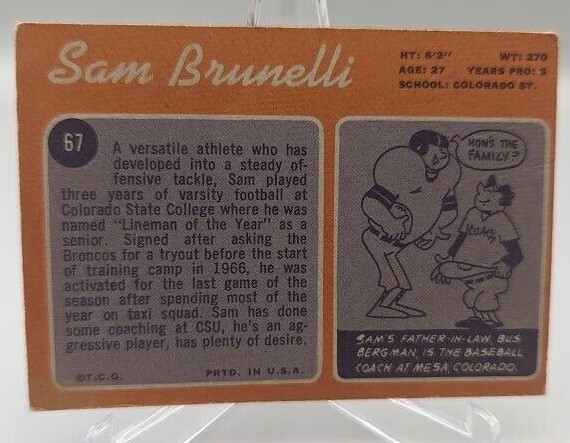 Sam Brunelli
HT: 6'2" WT: 270
AGE: 27 YEARS PRO: 3
SCHOOL: COLORADO ST.
67
A versatile athlete who has
developed into a steady of-
fensive tackle, Sam played
three years of varsity football at
Colorado State College where he was
named "Lineman of the Year" as a
senior. Signed after asking the
Broncos for a tryout before the start
of training camp in 1966, he was
activated for the last game of the
season after spending most of the
year on taxi squad. Sam has done
some coaching at CSU, he's an ag-
gressive player, has plenty of desire.
©T.C.G. PRTD. IN U.S.A.
HOW'S THE
FAMILY?
COACH
SAM'S FATHER-IN-LAW, BUS
BERGMAN, IS THE BASEBALL
COACH AT MESA, COLORADO.